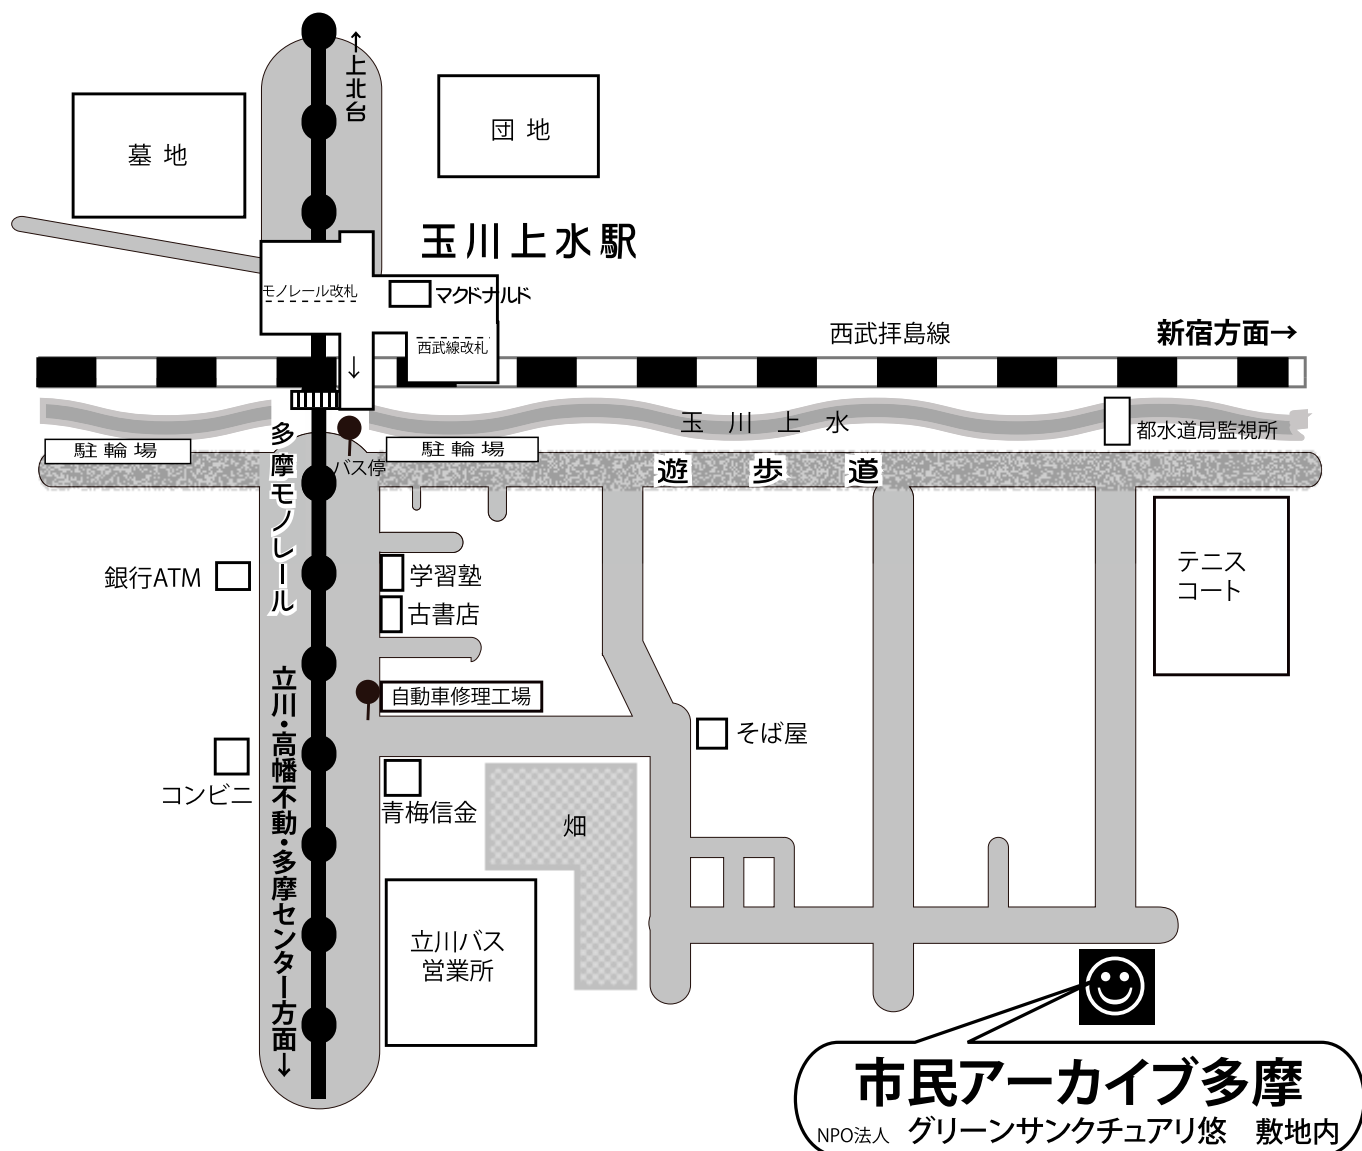 ↑上北台
墓地
団地
玉川上水駅
モノレール改札
マクドナルド
西武線改札
↓
西武拝島線
新宿方面→
玉川上水
都水道局監視所
駐輪場
駐輪場
バス停
遊歩道
多摩モノレール
銀行ATM
学習塾
古書店
テニス
コート
立川・高幡不動・多摩センター方面↓
自動車修理工場
そば屋
コンビニ
青梅信金
畑
立川バス
営業所
市民アーカイブ多摩
NPO法人 グリーンサンクチュアリ悠 敷地内